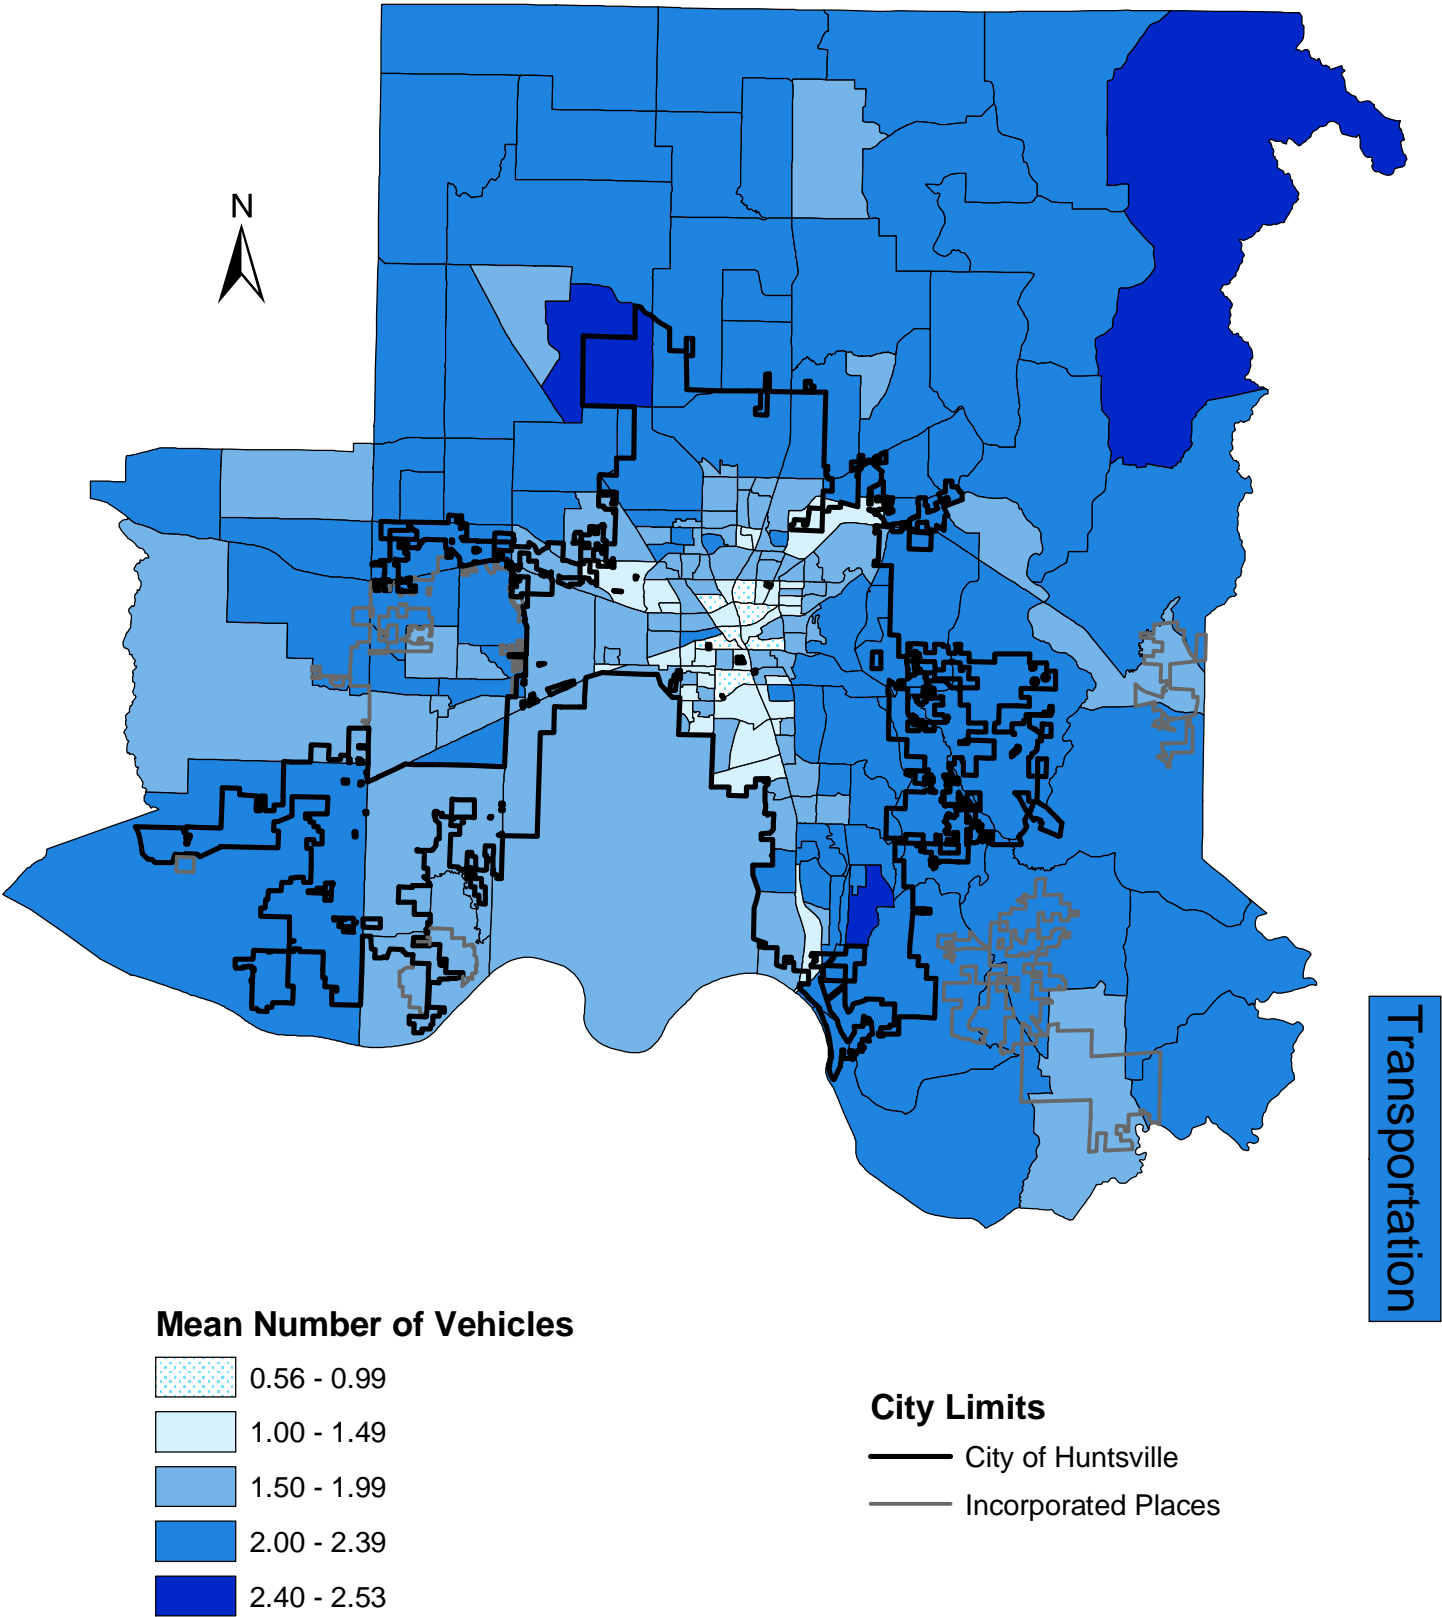 N
Transportation
Mean Number of Vehicles
0.56 - 0.99
1.00 - 1.49
1.50 - 1.99
2.00 - 2.39
2.40 - 2.53
City Limits
City of Huntsville
Incorporated Places